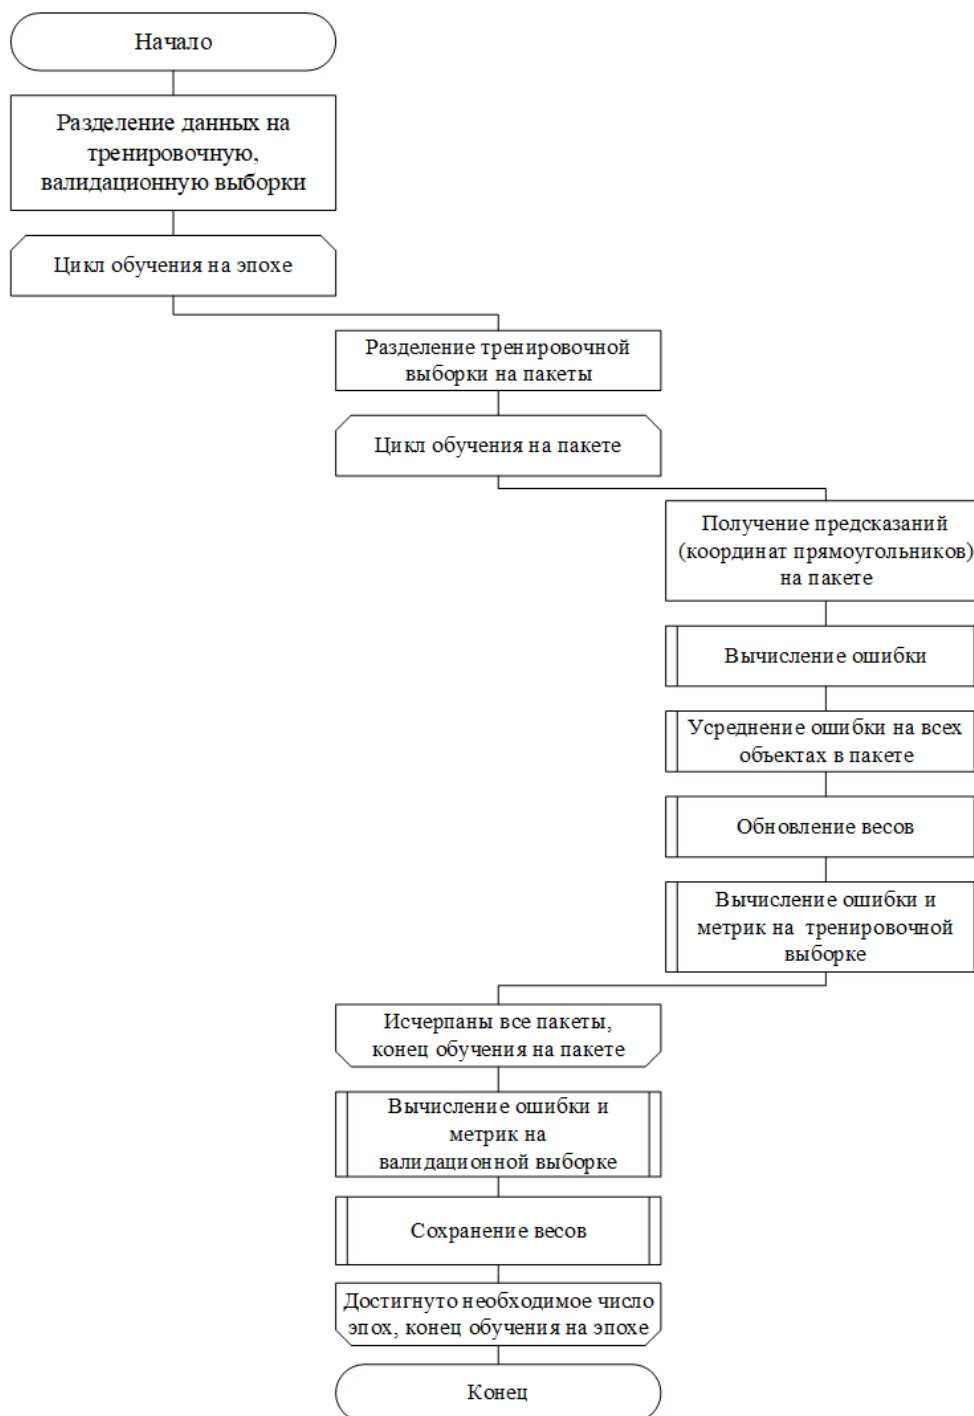 Начало
Разделение данных на
тренировочную,
валидационную выборки
Цикл обучения на эпохе
Разделение тренировочной
выборки на пакеты
Цикл обучения на пакете
Получение предсказаний
(координат прямоугольников)
на пакете
Вычисление ошибки
Усреднение ошибки на всех
объектах в пакете
Обновление весов
Вычисление ошибки и
метрик на тренировочной
выборке
Исчерпаны все пакеты,
конец обучения на пакете
Вычисление ошибки и
метрик на
валидационной выборке
Сохранение весов
Достигнуто необходимое число
эпох, конец обучения на эпохе
Конец